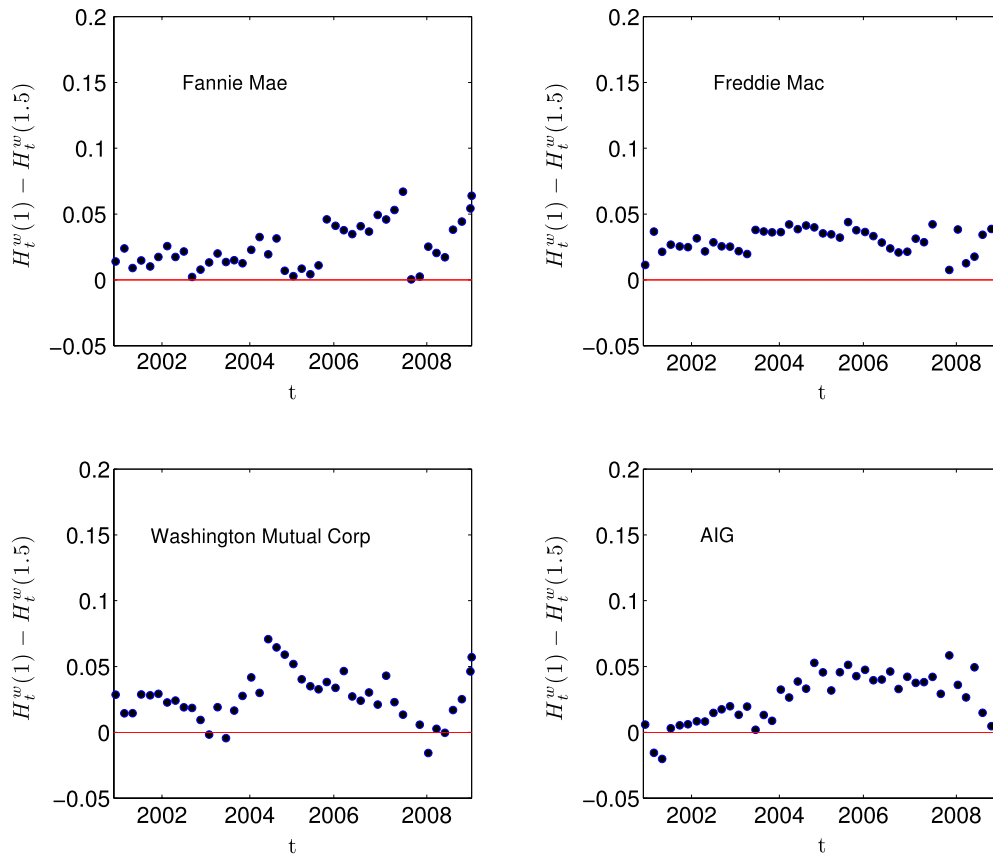 0.2
0.15
0.1
0.05
0
−0.05
H_t^w(1) − H_t^w(1.5)
Fannie Mae
2002 2004 2006 2008
t
0.2
0.15
0.1
0.05
0
−0.05
H_t^w(1) − H_t^w(1.5)
Freddie Mac
2002 2004 2006 2008
t
0.2
0.15
0.1
0.05
0
−0.05
H_t^w(1) − H_t^w(1.5)
Washington Mutual Corp
2002 2004 2006 2008
t
0.2
0.15
0.1
0.05
0
−0.05
H_t^w(1) − H_t^w(1.5)
AIG
2002 2004 2006 2008
t